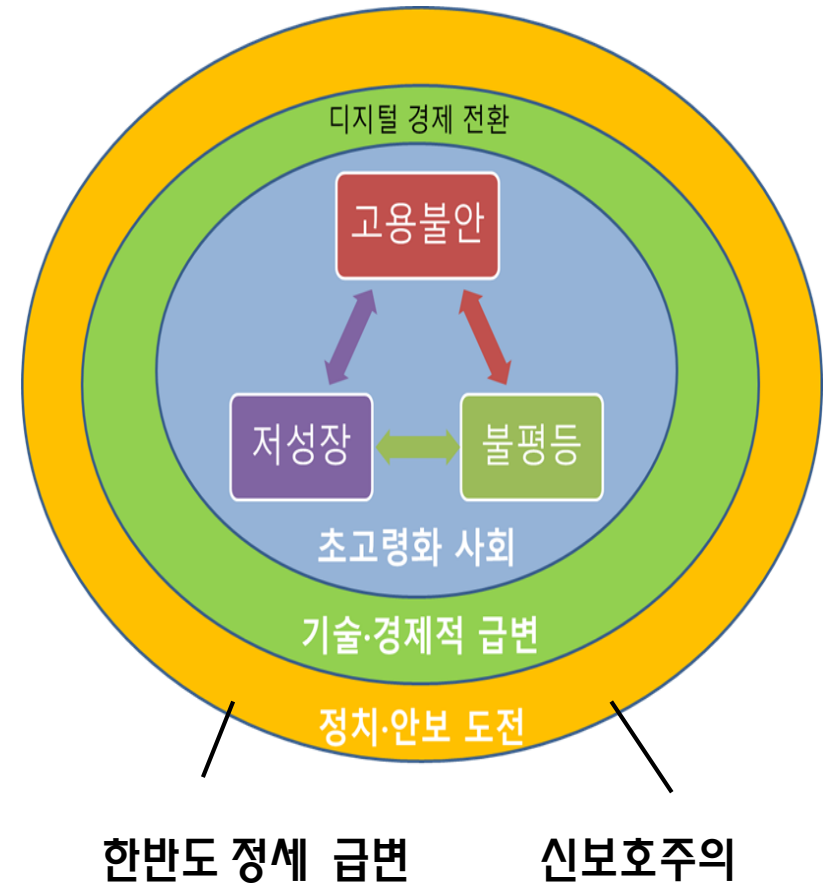 디지털 경제 전환
고용불안
저성장
불평등
초고령화 사회
기술·경제적 급변
정치·안보 도전
한반도 정세 급변
신보호주의